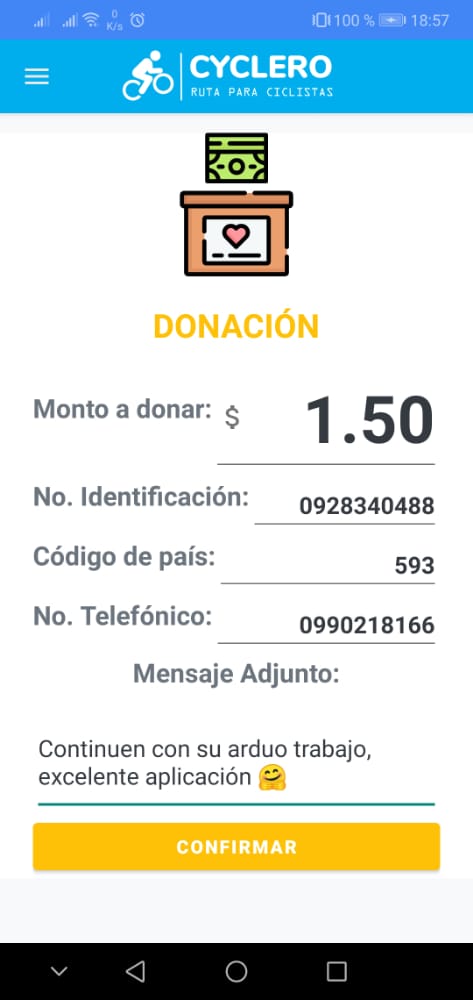 0
K/s
100 %
18:57
CYCLERO
RUTA PARA CICLISTAS
DONACIÓN
Monto a donar: $ 1.50
No. Identificación: 0928340488
Código de país: 593
No. Telefónico: 0990218166
Mensaje Adjunto:
Continuen con su arduo trabajo,
excelente aplicación 🤗
CONFIRMAR